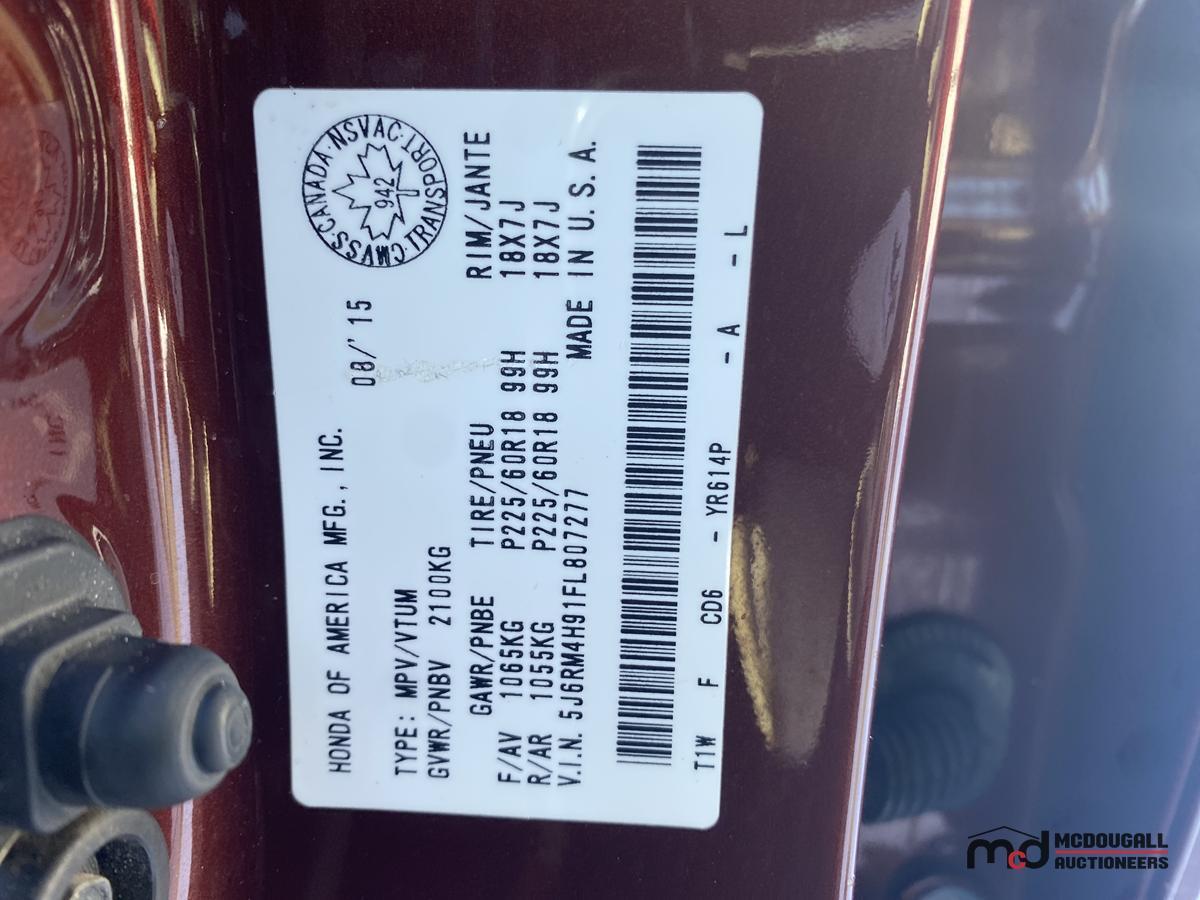 HONDA OF AMERICA MFG., INC. 08/'15
CMVSS·CANADA·NSVAC·TRANSPORT·
942
TYPE: MPV/VTUM
GVWR/PNBV 2100KG
GAWR/PNBE TIRE/PNEU RIM/JANTE
F/AV 1065KG P225/60R18 99H 18X7J
R/AR 1055KG P225/60R18 99H 18X7J
V.I.N. 5J6RM4H91FL807277 MADE IN U.S.A.
T1W F CD6 - YR614P - A - L
mcd MCDOUGALL
AUCTIONEERS